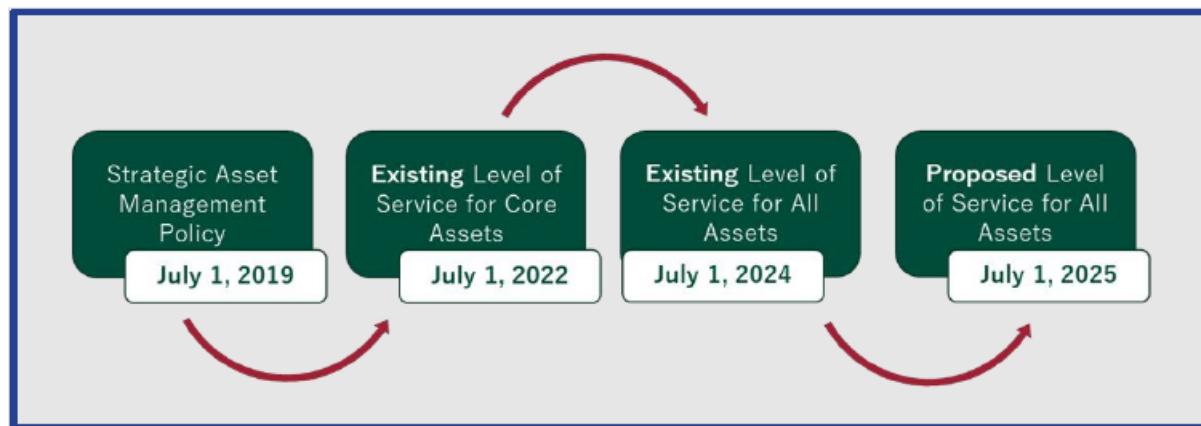 Strategic Asset
Management
Policy
July 1, 2019
Existing Level of
Service for Core
Assets
July 1, 2022
Existing Level of
Service for All
Assets
July 1, 2024
Proposed Level
of Service for All
Assets
July 1, 2025